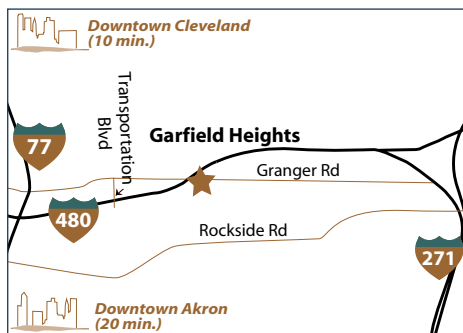 Downtown Cleveland
(10 min.)
Transportation
Blvd
77
Garfield Heights
Granger Rd
480
Rockside Rd
271
Downtown Akron
(20 min.)